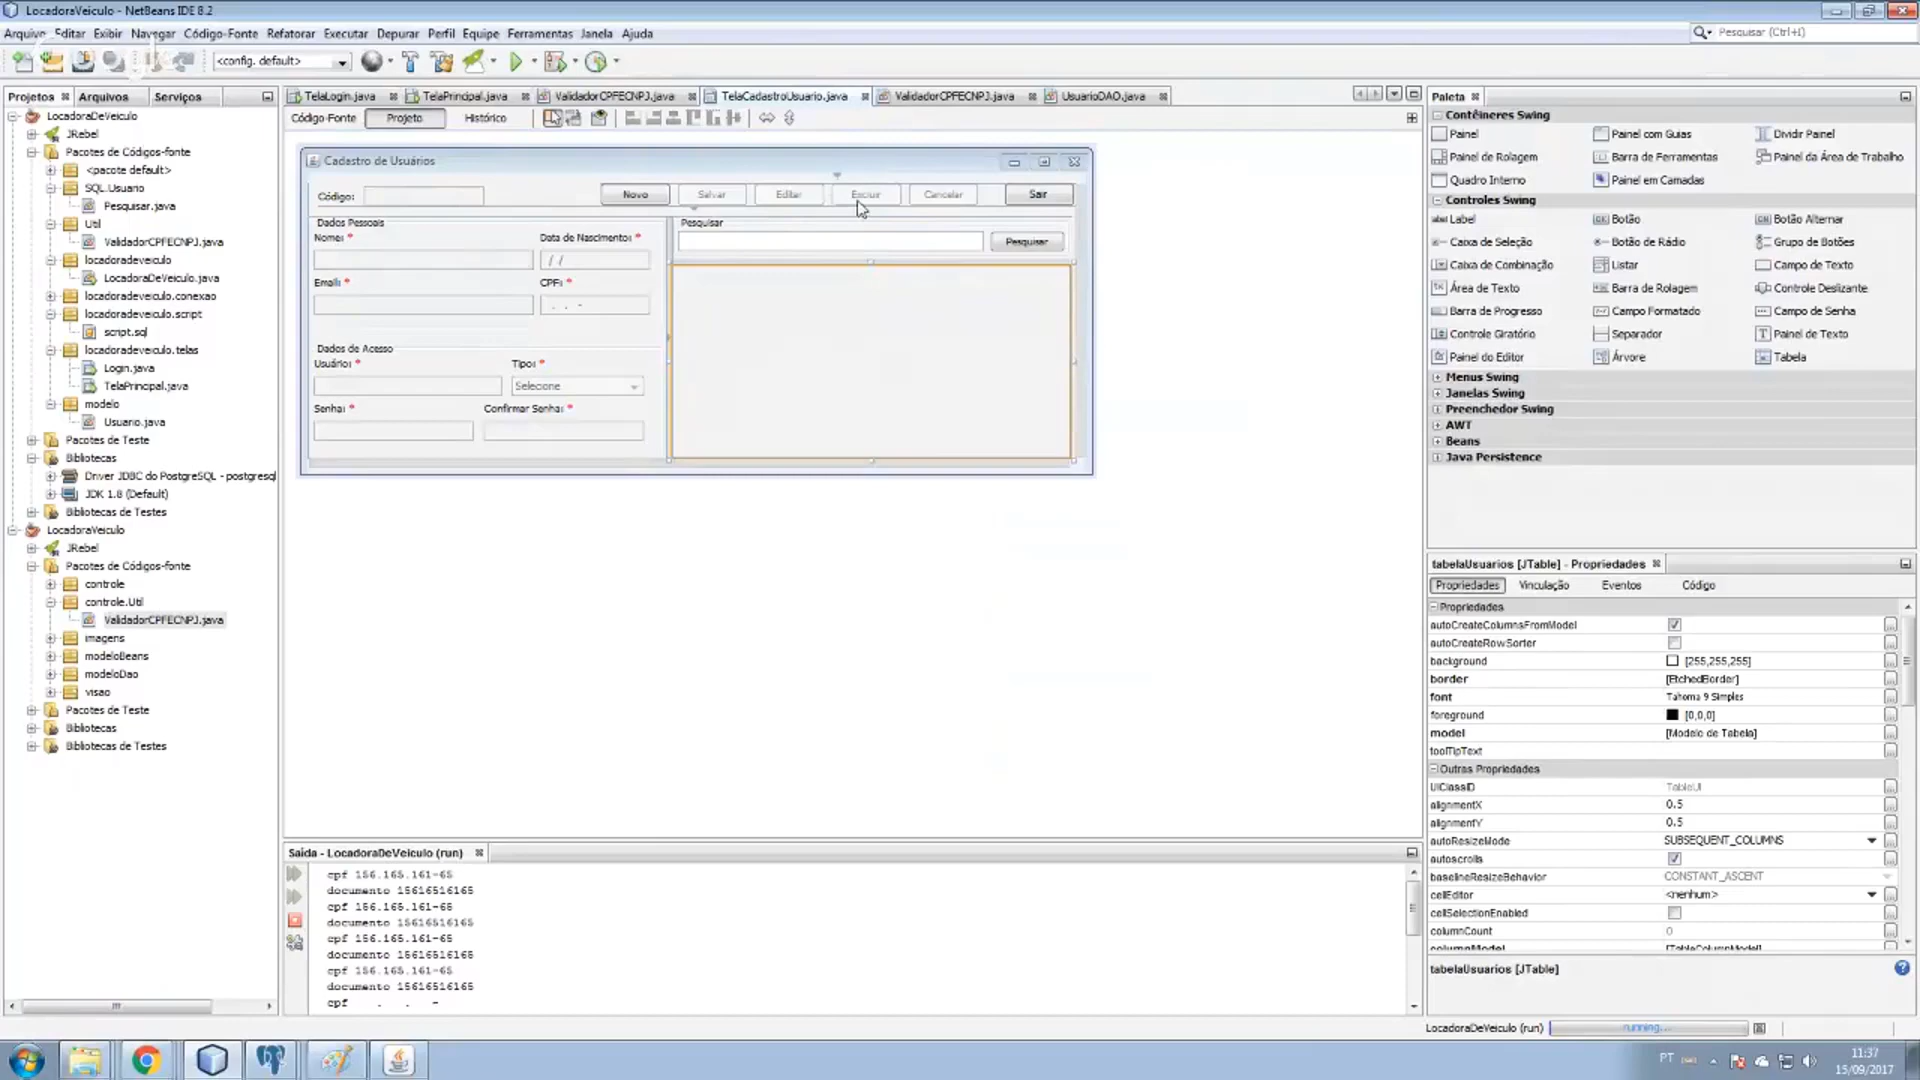 LocadoraVeiculo - NetBeans IDE 8.2
Arquivo Editar Exibir Navegar Código-Fonte Refatorar Executar Depurar Perfil Equipe Ferramentas Janela Ajuda
Pesquisar (Ctrl+I)
<config. default>
Projetos Arquivos Serviços
TelaLogin.java TelaPrincipal.java ValidadorCPFECNPJ.java TelaCadastroUsuario.java ValidadorCPFECNPJ.java UsuarioDAO.java
Código-Fonte Projeto Histórico
LocadoraDeVeiculo
JRebel
Pacotes de Códigos-fonte
<pacote default>
SQL.Usuario
Pesquisar.java
Util
ValidadorCPFECNPJ.java
locadoradeveiculo
LocadoraDeVeiculo.java
locadoradeveiculo.conexao
locadoradeveiculo.script
script.sql
locadoradeveiculo.telas
Login.java
TelaPrincipal.java
modelo
Usuario.java
Pacotes de Teste
Bibliotecas
Driver JDBC do PostgreSQL - postgresql
JDK 1.8 (Default)
Bibliotecas de Testes
LocadoraVeiculo
JRebel
Pacotes de Códigos-fonte
controle
controle.Util
ValidadorCPFECNPJ.java
imagens
modeloBeans
modeloDao
visao
Pacotes de Teste
Bibliotecas
Bibliotecas de Testes
Cadastro de Usuários
Código: Novo Salvar Editar Excluir Cancelar Sair
Dados Pessoais
Nome: * Data de Nascimento: *
/ /
Email: * CPF: *
. . -
Dados de Acesso
Usuário: * Tipo: *
Selecione
Senha: * Confirmar Senha: *
Pesquisar
Pesquisar
Saída - LocadoraDeVeiculo (run)
cpf 156.165.161-65
documento 15616516165
cpf 156.165.161-65
documento 15616516165
cpf 156.165.161-65
documento 15616516165
cpf 156.165.161-65
documento 15616516165
cpf . . -
Paleta
Contêineres Swing
Painel Painel com Guias Dividir Painel
Painel de Rolagem Barra de Ferramentas Painel da Área de Trabalho
Quadro Interno Painel em Camadas
Controles Swing
label Label Botão Botão Alternar
Caixa de Seleção Botão de Rádio Grupo de Botões
Caixa de Combinação Listar Campo de Texto
Área de Texto Barra de Rolagem Controle Deslizante
Barra de Progresso Campo Formatado Campo de Senha
Controle Giratório Separador Painel de Texto
Painel do Editor Árvore Tabela
Menus Swing
Janelas Swing
Preenchedor Swing
AWT
Beans
Java Persistence
tabelaUsuarios [JTable] - Propriedades
Propriedades Vinculação Eventos Código
Propriedades
autoCreateColumnsFromModel
autoCreateRowSorter
background [255,255,255]
border [EtchedBorder]
font Tahoma 9 Simples
foreground [0,0,0]
model [Modelo de Tabela]
toolTipText
Outras Propriedades
UIClassID TableUI
alignmentX 0.5
alignmentY 0.5
autoResizeMode SUBSEQUENT_COLUMNS
autoscrolls
baselineResizeBehavior CONSTANT_ASCENT
cellEditor <nenhum>
cellSelectionEnabled
columnCount 0
columnModel [TableColumnModel]
tabelaUsuarios [JTable]
LocadoraDeVeiculo (run) running...
PT
11:37
15/09/2017